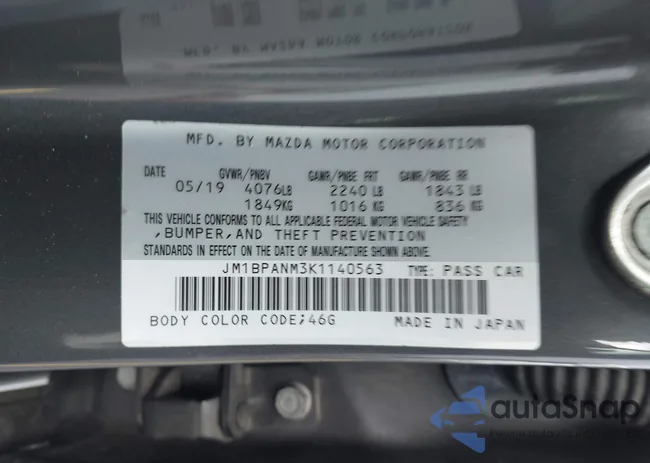 MFD. BY MAZDA MOTOR CORPORATION
DATE GVWR/PNBV GAWR/PNBE FRT GAWR/PNBE RR
05/19 4076LB 2240 LB 1843 LB
1849KG 1016 KG 836 KG
THIS VEHICLE CONFORMS TO ALL APPLICABLE FEDERAL MOTOR VEHICLE SAFETY
,BUMPER,AND THEFT PREVENTION
STANDARDS IN EFFECT ON THE DATE OF MANUFACTURE SHOWN ABOVE.
JM1BPANM3K1140563 TYPE: PASS CAR
BODY COLOR CODE;46G MADE IN JAPAN
autoSnap